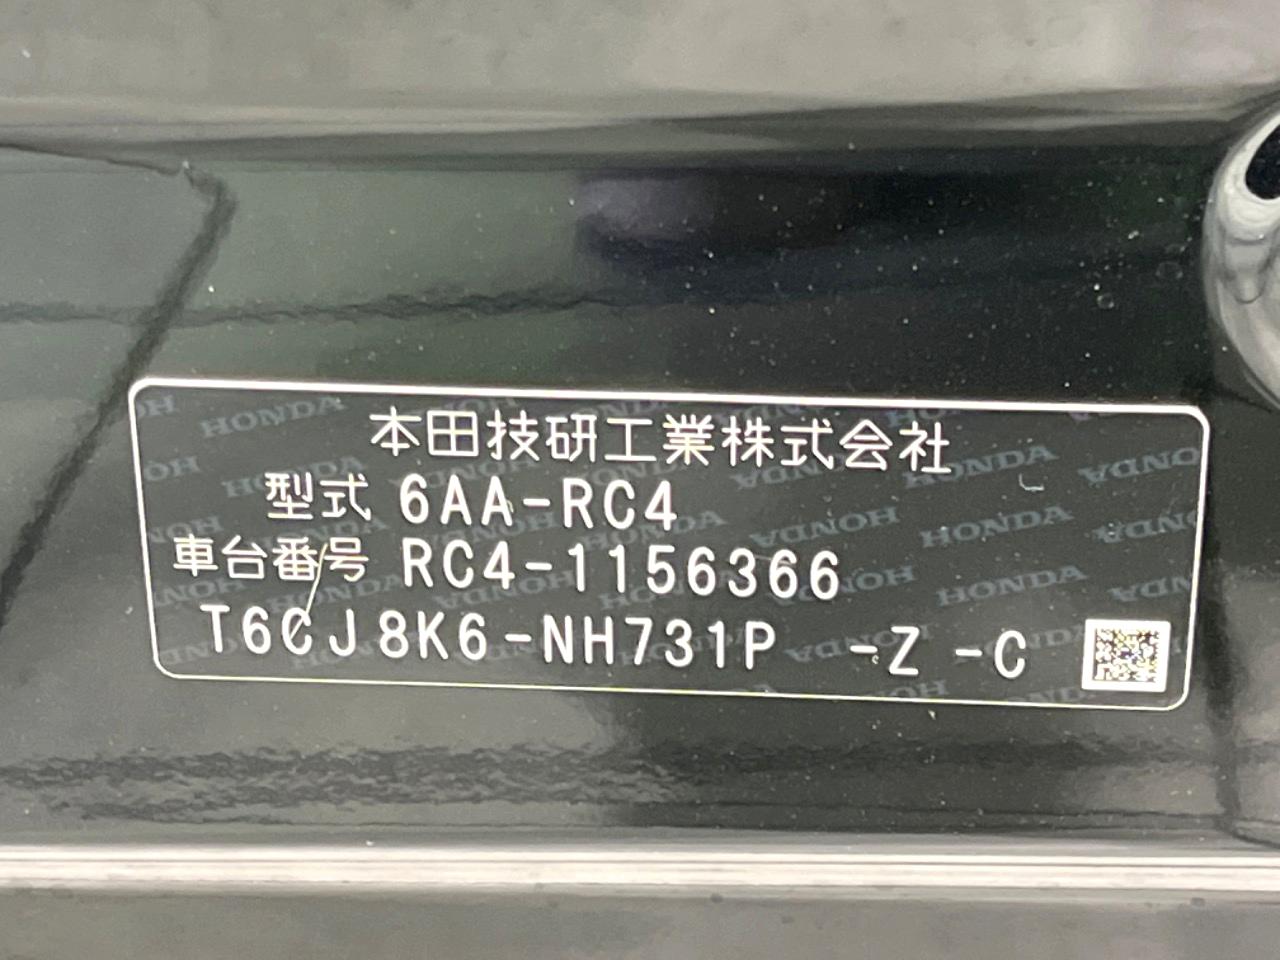 本田技研工業株式会社
型式 6AA-RC4
車台番号 RC4-1156366
T6CJ8K6-NH731P -Z -C
HONDA